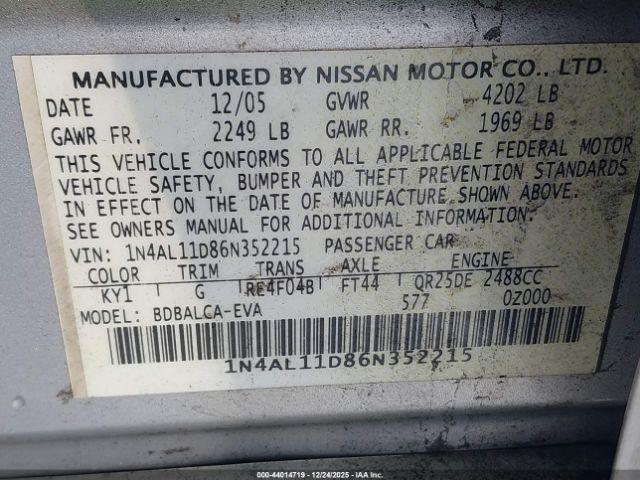 MANUFACTURED BY NISSAN MOTOR CO., LTD.
DATE 12/05 GVWR 4202 LB
GAWR FR. 2249 LB GAWR RR. 1969 LB
THIS VEHICLE CONFORMS TO ALL APPLICABLE FEDERAL MOTOR
VEHICLE SAFETY, BUMPER AND THEFT PREVENTION STANDARDS
IN EFFECT ON THE DATE OF MANUFACTURE SHOWN ABOVE.
SEE OWNERS MANUAL FOR ADDITIONAL INFORMATION.
VIN: 1N4AL11D86N352215 PASSENGER CAR
COLOR TRIM TRANS AXLE ENGINE
KY1 G RE4F04B FT44 QR25DE 2488CC
MODEL: BDBALCA-EVA 577 0Z000
1N4AL11D86N352215
000-44014719 - 12/24/2025 - IAA Inc.